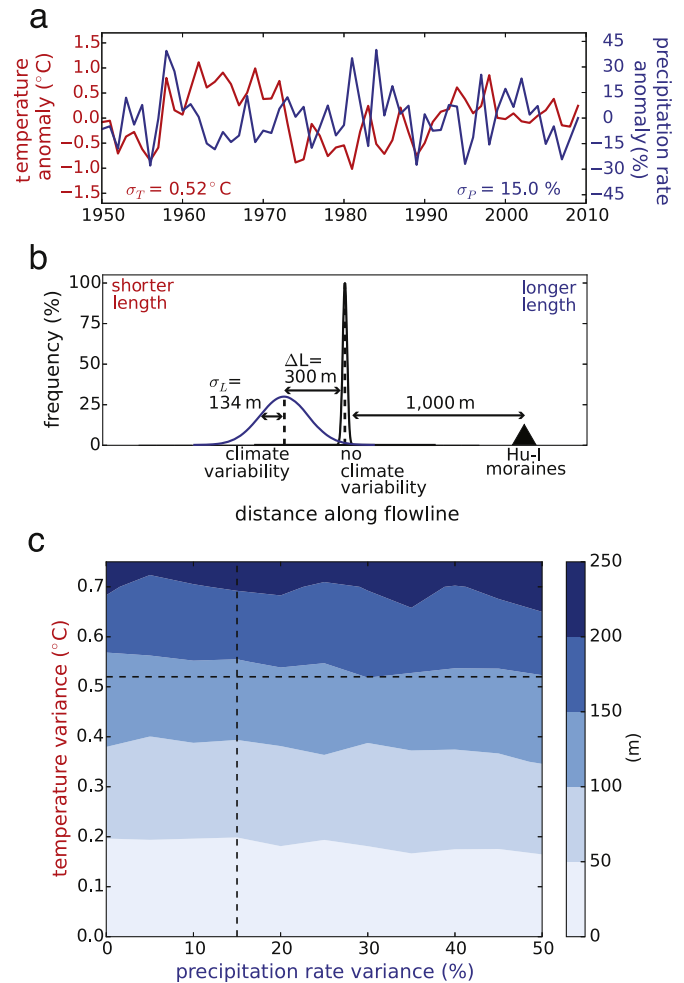 a
temperature
anomaly (°C)
1.5
1.0
0.5
0.0
−0.5
−1.0
−1.5
σT = 0.52°C
σP = 15.0 %
45
30
15
0
−15
−30
−45
precipitation rate
anomaly
(%)
1950 1960 1970 1980 1990 2000 2010
b
frequency (%)
100
75
50
25
0
shorter
length
longer
length
ΔL=
300 m
σL=
134 m
1,000 m
climate
variability
no
climate
variability
Hu-I
moraines
distance along flowline
c
temperature variance (°C)
0.7
0.6
0.5
0.4
0.3
0.2
0.1
0.0
0 10 20 30 40 50
precipitation rate variance (%)
250
200
150
100
50
0
(m)